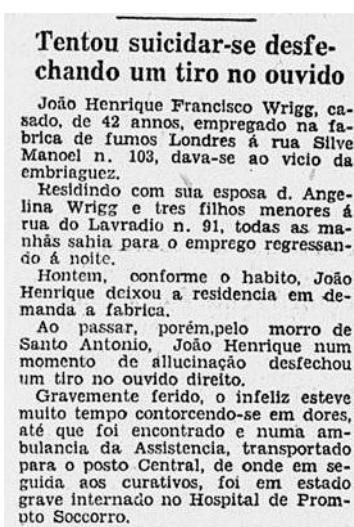 Tentou suicidar-se desfe-
chando um tiro no ouvido
João Henrique Francisco Wrigg, ca-
sado, de 42 annos, empregado na fa-
brica de fumos Londres á rua Silve
Manoel n. 103, dava-se ao vicio da
embriaguez.
Residindo com sua esposa d. Ange-
lina Wrigg e tres filhos menores á
rua do Lavradio n. 91, todas as ma-
nhãs sahia para o emprego regressan-
do á noite.
Hontem, conforme o habito, João
Henrique deixou a residencia em de-
manda a fabrica.
Ao passar, porém,pelo morro de
Santo Antonio, João Henrique num
momento de allucinação desfechou
um tiro no ouvido direito.
Gravemente ferido, o infeliz esteve
muito tempo contorcendo-se em dores,
até que foi encontrado e numa am-
bulancia da Assistencia, transportado
para o posto Central, de onde em se-
guida aos curativos, foi em estado
grave internado no Hospital de Prom-
pto Soccorro.